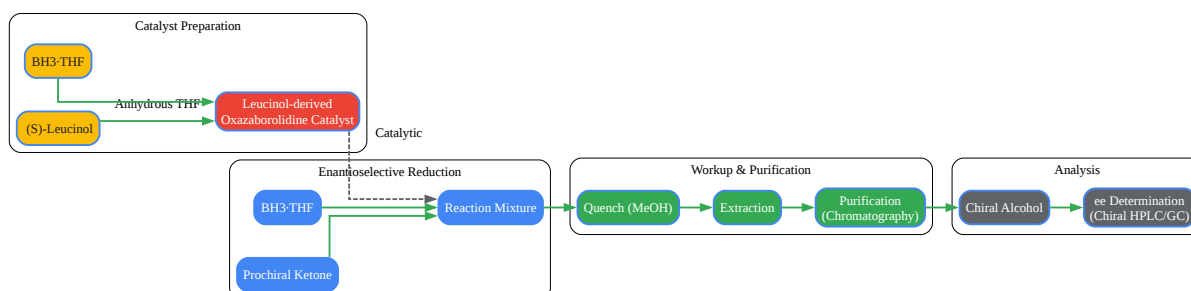 Catalyst Preparation
BH3·THF
Anhydrous THF
(S)-Leucinol
Leucinol-derived
Oxazaborolidine Catalyst
Catalytic
Enantioselective Reduction
BH3·THF
Reaction Mixture
Prochiral Ketone
Workup & Purification
Quench (MeOH)
Extraction
Purification
(Chromatography)
Analysis
Chiral Alcohol
ee Determination
(Chiral HPLC/GC)